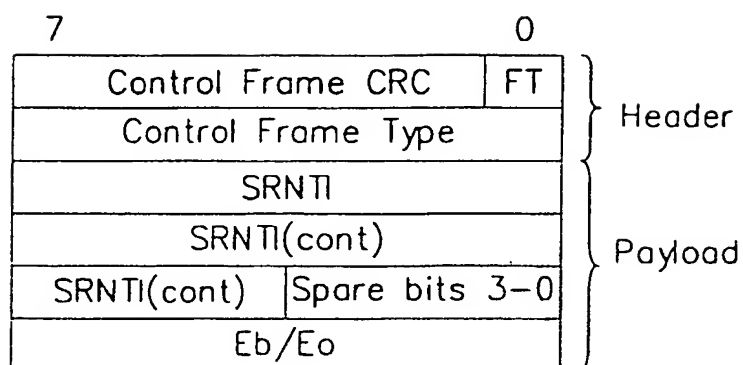 7 0
Control Frame CRC FT
Header
Control Frame Type
SRNTI
SRNTI(cont)
Payload
SRNTI(cont) Spare bits 3-0
Eb/Eo